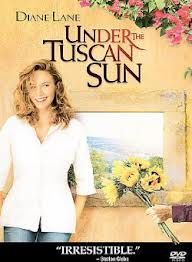 DIANE LANE
UNDER THE
TUSCAN
SUN
"IRRESISTIBLE."
DVD